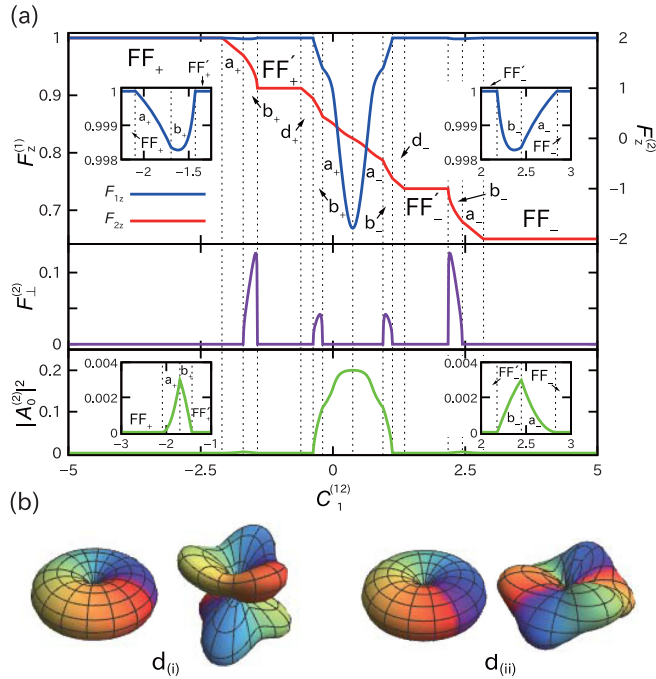 (a)
1
0.9
0.8
0.7
F_z^(1)
2
1
0
−1
−2
F_z^(2)
FF₊
a₊
FF′₊
b₊
d₊
b₊
a₊
a₋
b₋
d₋
FF′₋
b₋
a₋
FF₋
F₁z
F₂z
FF′₊
1
0.999
0.998
a₊
b₊
FF₊
−2
−1.5
FF′₋
1
0.999
0.998
b₋
a₋
FF₋
2
2.5
3
0.1
0
F_⊥^(2)
0.2
0.1
0
|A_0^(2)|²
0.004
0.002
0
FF₊
a₊
b₊
FF′₊
−3
−2
−1
0.004
0.002
0
FF′₋
FF₋
b₋
a₋
2
2.5
3
−5
−2.5
0
2.5
5
C_1^(12)
(b)
d(i)
d(ii)